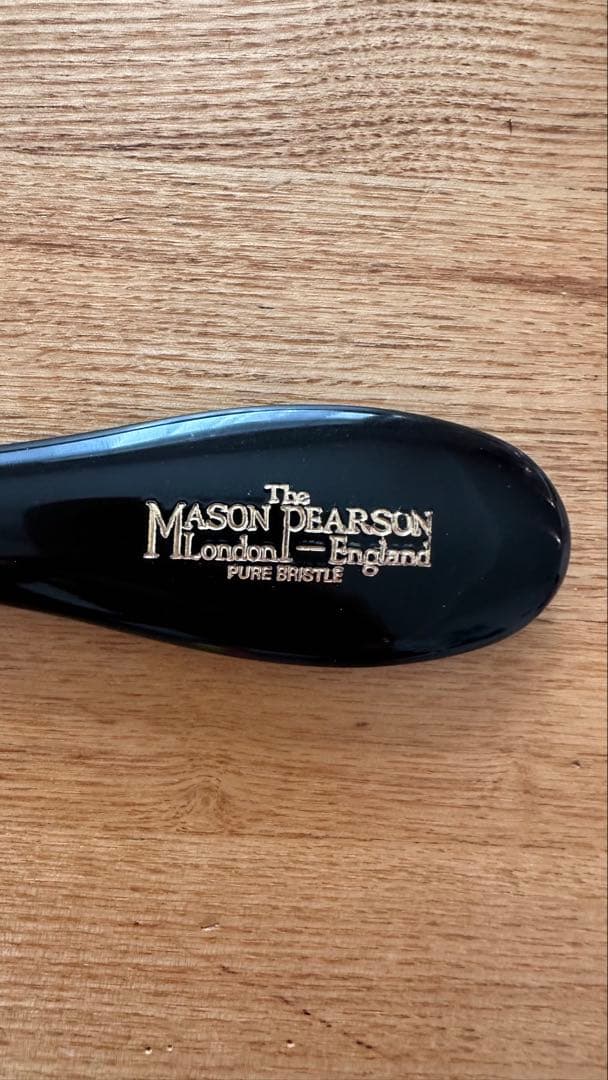 The
MASON PEARSON
London — England
PURE BRISTLE